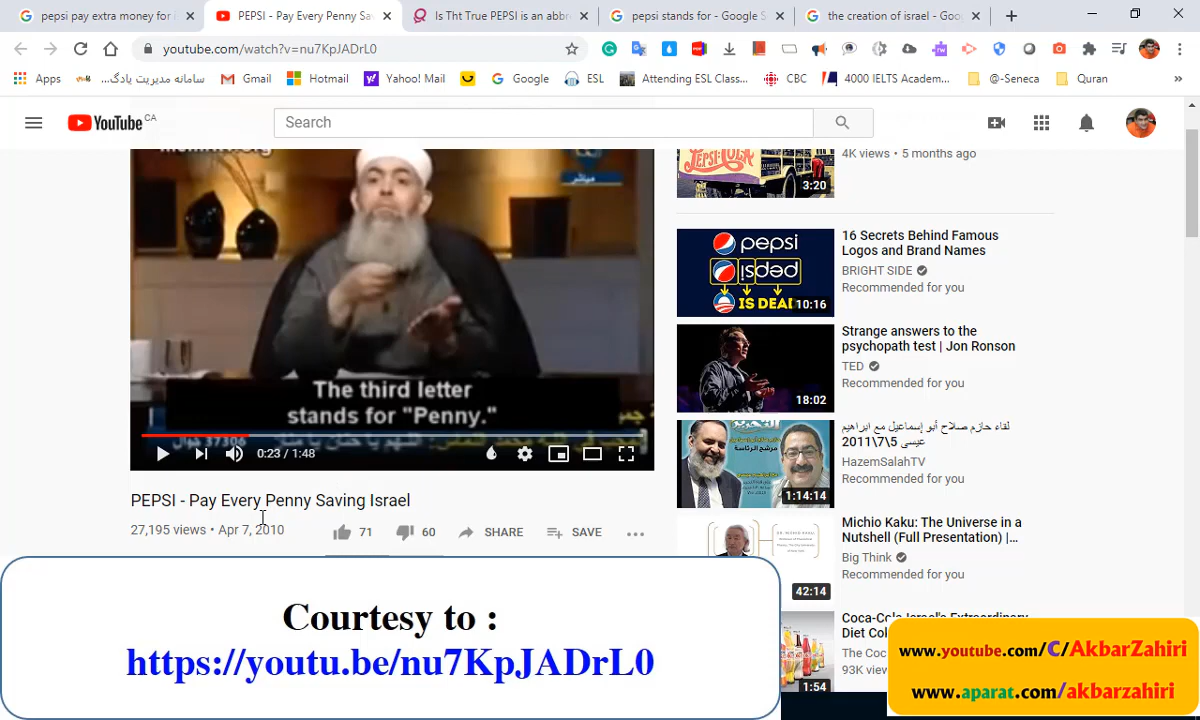 pepsi pay extra money for i
PEPSI - Pay Every Penny Sav
Is Tht True PEPSI is an abbre
pepsi stands for - Google S
the creation of israel - Goog
youtube.com/watch?v=nu7KpJADrL0
Apps
سامانه مدیریت یادگ...
Gmail
Hotmail
Yahoo! Mail
Google
ESL
Attending ESL Class...
CBC
4000 IELTS Academ...
@-Seneca
Quran
YouTube CA
Search
مباشر
The third letter
stands for "Penny."
0:23 / 1:48
PEPSI - Pay Every Penny Saving Israel
27,195 views • Apr 7, 2010
71
60
SHARE
SAVE
PEPSI-COLA
3:20
4K views • 5 months ago
pepsi
isdad
IS DEAD
10:16
16 Secrets Behind Famous
Logos and Brand Names
BRIGHT SIDE
Recommended for you
18:02
Strange answers to the
psychopath test | Jon Ronson
TED
Recommended for you
مرشح الرئاسة
1:14:14
لقاء حازم صلاح أبو إسماعيل مع ابراهيم
عيسى 5\7\2011
HazemSalahTV
Recommended for you
42:14
Michio Kaku: The Universe in a
Nutshell (Full Presentation) |...
Big Think
Recommended for you
1:54
Coca-Cola Israel's Extraordinary
Diet Col
The Coc
93K view
Courtesy to :
https://youtu.be/nu7KpJADrL0
www.youtube.com/C/AkbarZahiri
www.aparat.com/akbarzahiri